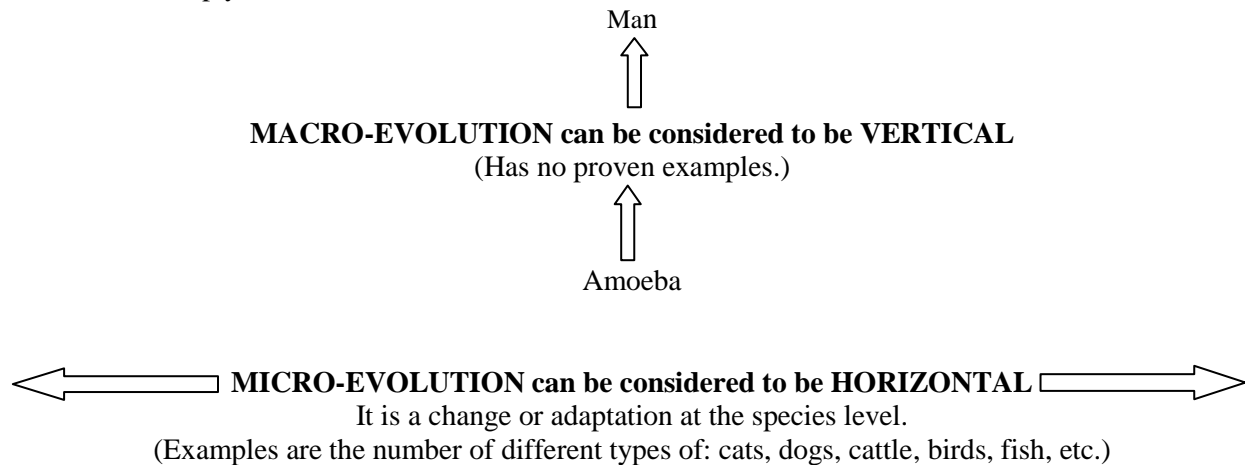 Man
MACRO-EVOLUTION can be considered to be VERTICAL
(Has no proven examples.)
Amoeba
MICRO-EVOLUTION can be considered to be HORIZONTAL
It is a change or adaptation at the species level.
(Examples are the number of different types of: cats, dogs, cattle, birds, fish, etc.)